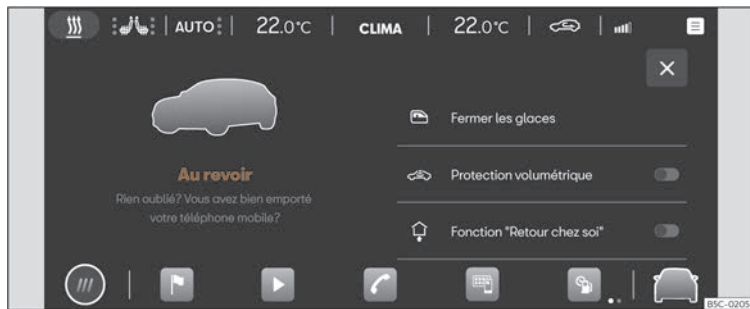 AUTO 22.0°C CLIMA 22.0°C
Fermer les glaces
Au revoir
Protection volumétrique
Rien oublié? Vous avez bien emporté
votre téléphone mobile?
Fonction "Retour chez soi"
B5C-0205